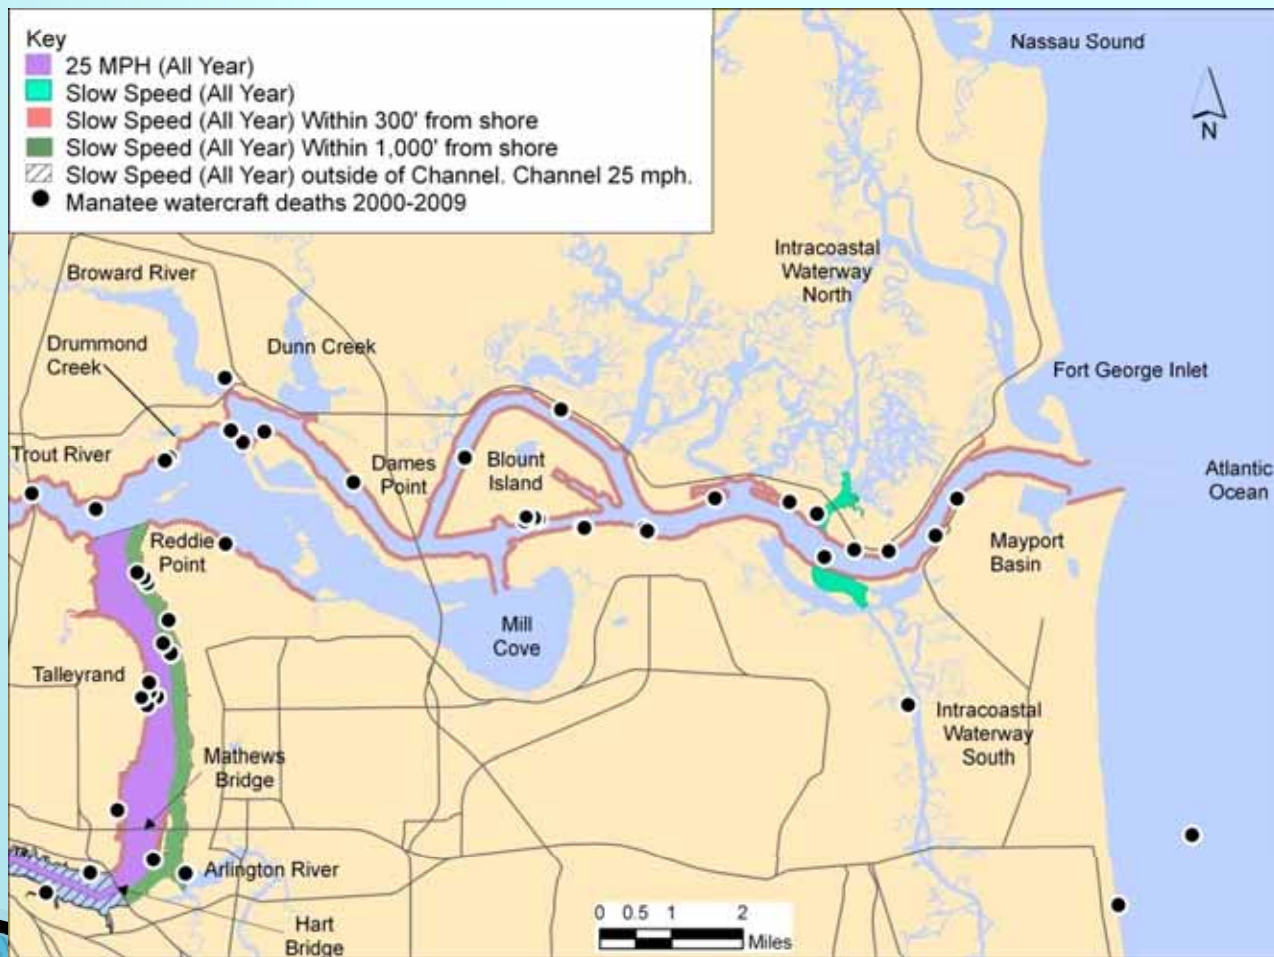 Key
25 MPH (All Year)
Slow Speed (All Year)
Slow Speed (All Year) Within 300' from shore
Slow Speed (All Year) Within 1,000' from shore
Slow Speed (All Year) outside of Channel. Channel 25 mph.
Manatee watercraft deaths 2000-2009
Nassau Sound
N
Broward River
Intracoastal
Waterway
North
Drummond
Creek
Dunn Creek
Fort George Inlet
Trout River
Dames
Point
Blount
Island
Atlantic
Ocean
Reddie
Point
Mayport
Basin
Mill
Cove
Talleyrand
Intracoastal
Waterway
South
Mathews
Bridge
Arlington River
Hart
Bridge
0 0.5 1 2
Miles